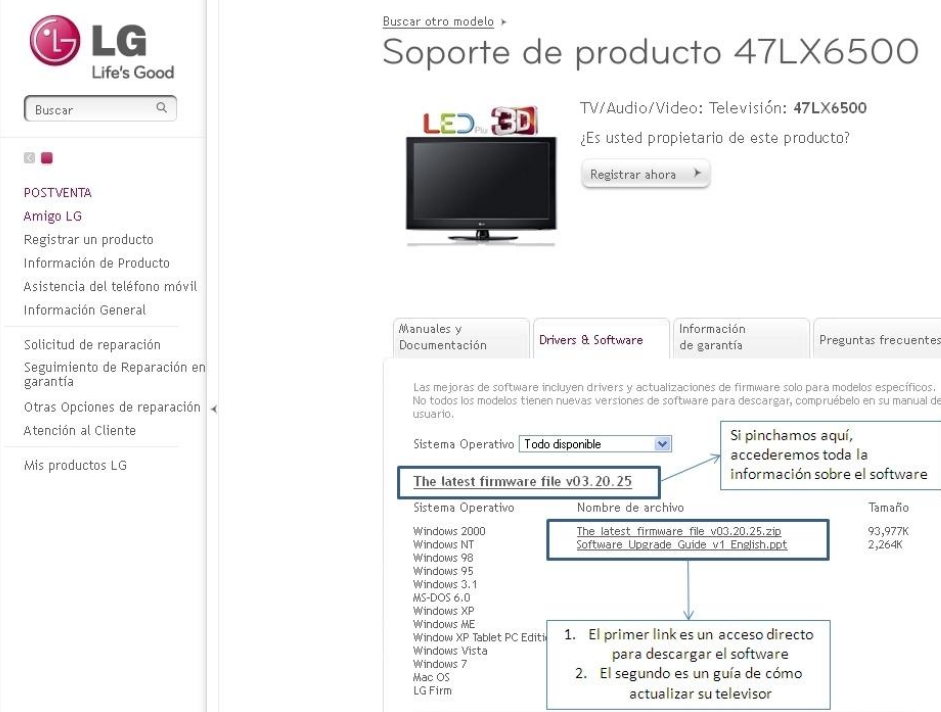 LG
Life's Good
Buscar
POSTVENTA
Amigo LG
Registrar un producto
Información de Producto
Asistencia del teléfono móvil
Información General
Solicitud de reparación
Seguimiento de Reparación en
garantía
Otras Opciones de reparación
Atención al Cliente
Mis productos LG
Buscar otro modelo
Soporte de producto 47LX6500
LED Plus 3D
TV/Audio/Video: Televisión: 47LX6500
¿Es usted propietario de este producto?
Registrar ahora
Manuales y
Documentación
Drivers & Software
Información
de garantía
Preguntas frecuentes
Las mejoras de software incluyen drivers y actualizaciones de firmware solo para modelos específicos.
No todos los modelos tienen nuevas versiones de software para descargar, compruébelo en su manual de
usuario.
Sistema Operativo Todo disponible
Si pinchamos aquí,
accederemos toda la
información sobre el software
The latest firmware file v03.20.25
Sistema Operativo Nombre de archivo Tamaño
Windows 2000 The latest firmware file v03.20.25.zip 93,977K
Windows NT Software Upgrade Guide v1 English.ppt 2,264K
Windows 98
Windows 95
Windows 3.1
MS-DOS 6.0
Windows XP
Windows ME
Window XP Tablet PC Editi
Windows Vista
Windows 7
Mac OS
LG Firm
1. El primer link es un acceso directo
para descargar el software
2. El segundo es un guía de cómo
actualizar su televisor